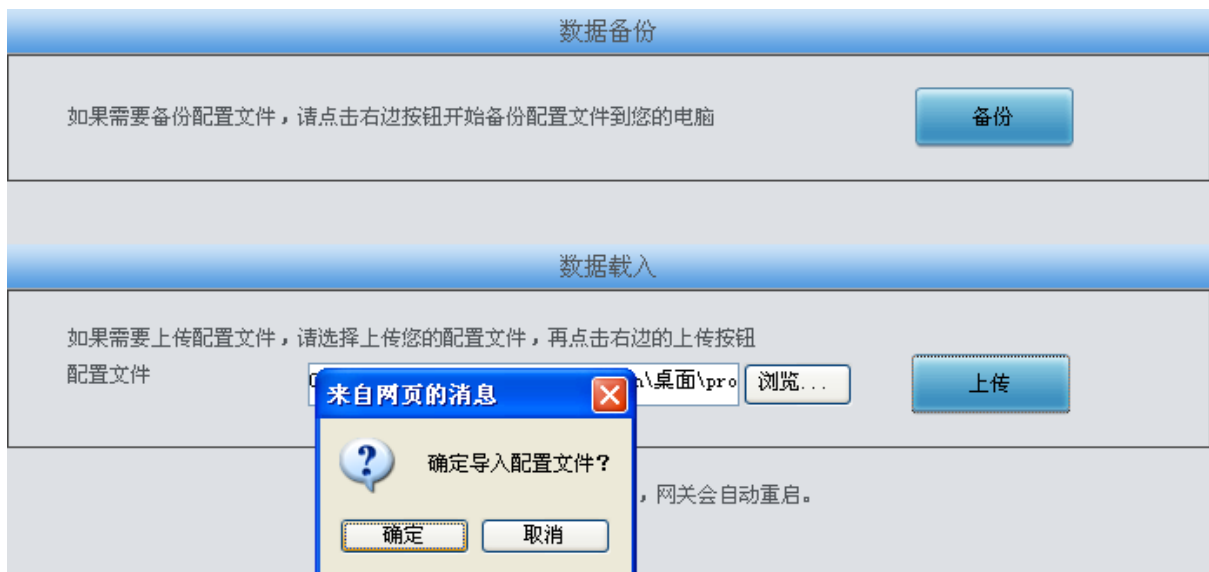 数据备份
如果需要备份配置文件，请点击右边按钮开始备份配置文件到您的电脑
备份
数据载入
如果需要上传配置文件，请选择上传您的配置文件，再点击右边的上传按钮
配置文件
\桌面\pro
浏览...
上传
来自网页的消息
确定导入配置文件？
确定
取消
，网关会自动重启。